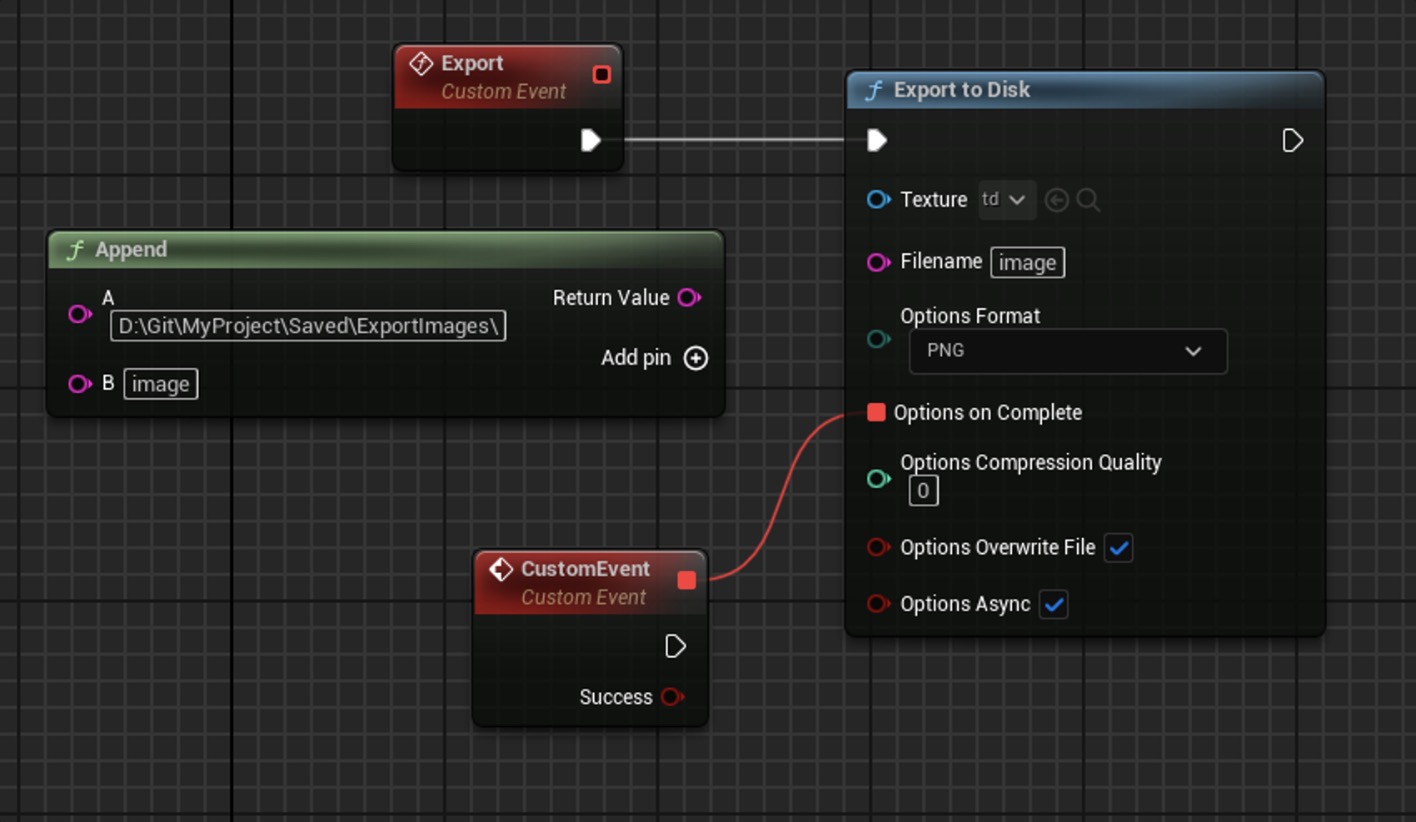 Export
Custom Event
Export to Disk
Texture td
Filename image
Options Format
PNG
Options on Complete
Options Compression Quality
0
Options Overwrite File
Options Async
Append
A
D:\Git\MyProject\Saved\ExportImages\
Return Value
Add pin
B image
CustomEvent
Custom Event
Success